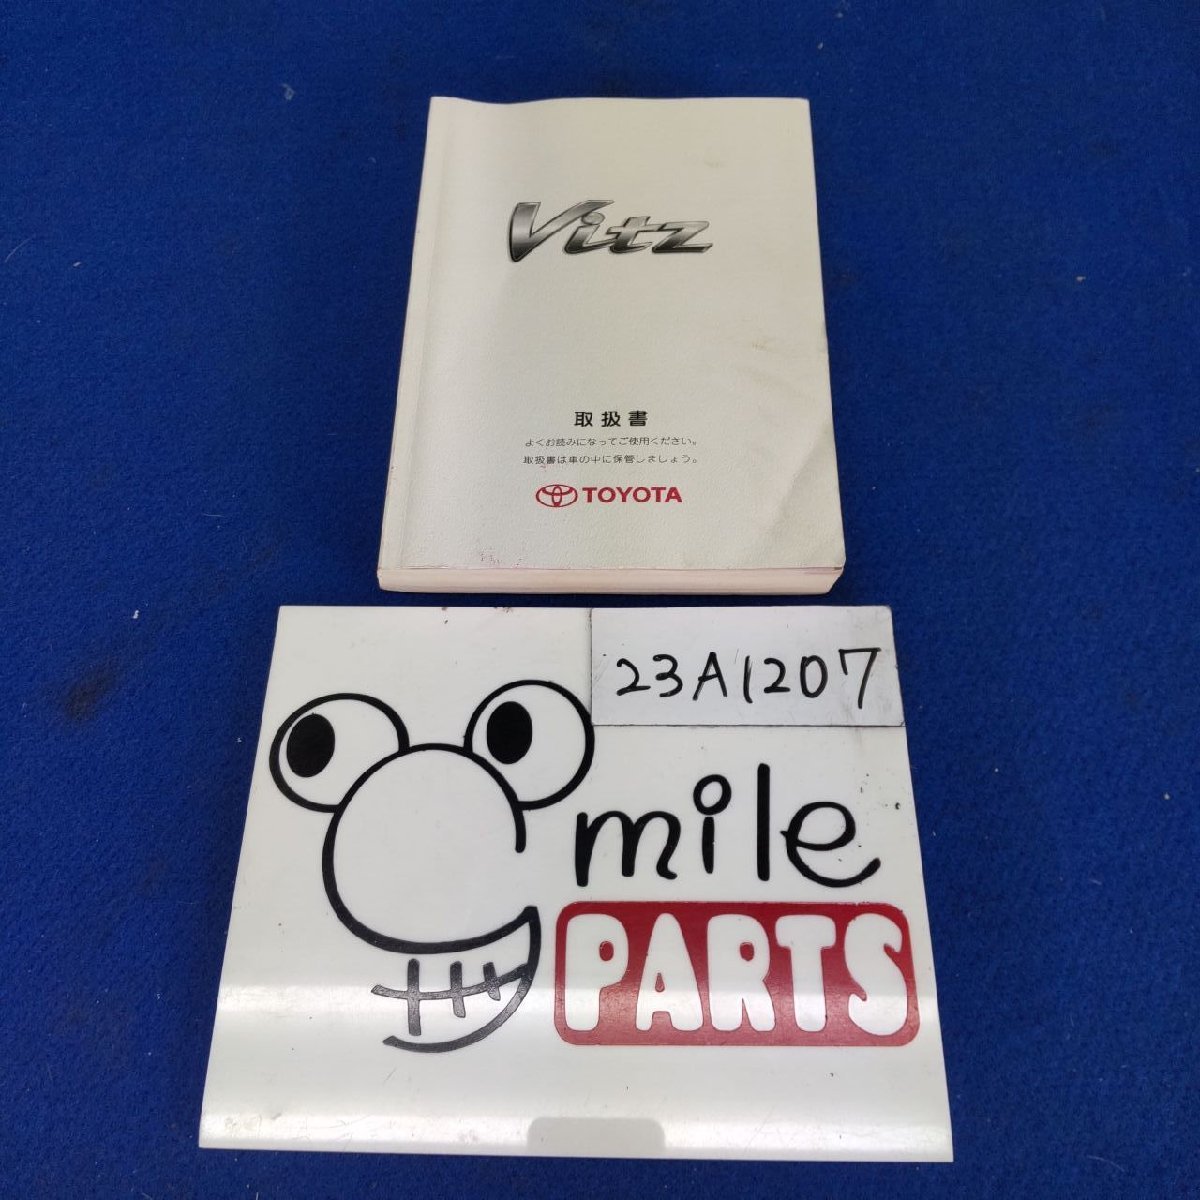 Vitz
取扱書
よくお読みになってご使用ください。
取扱書は車の中に保管しましょう。
TOYOTA
23A1207
mile
PARTS